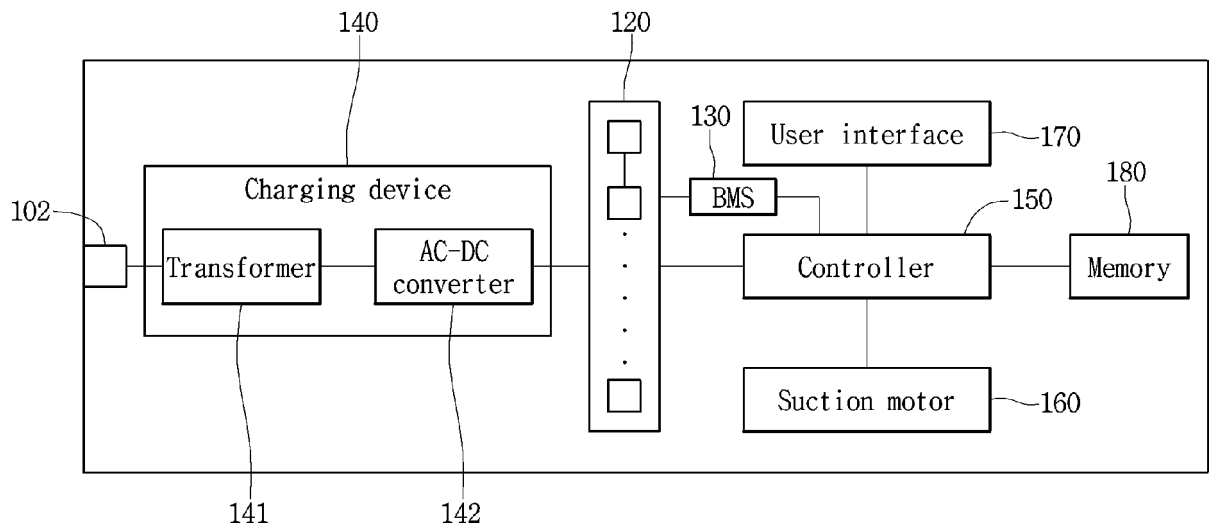 140
120
130
User interface
170
Charging device
180
102
BMS
150
Transformer
AC-DC
converter
Controller
Memory
Suction motor
160
141
142